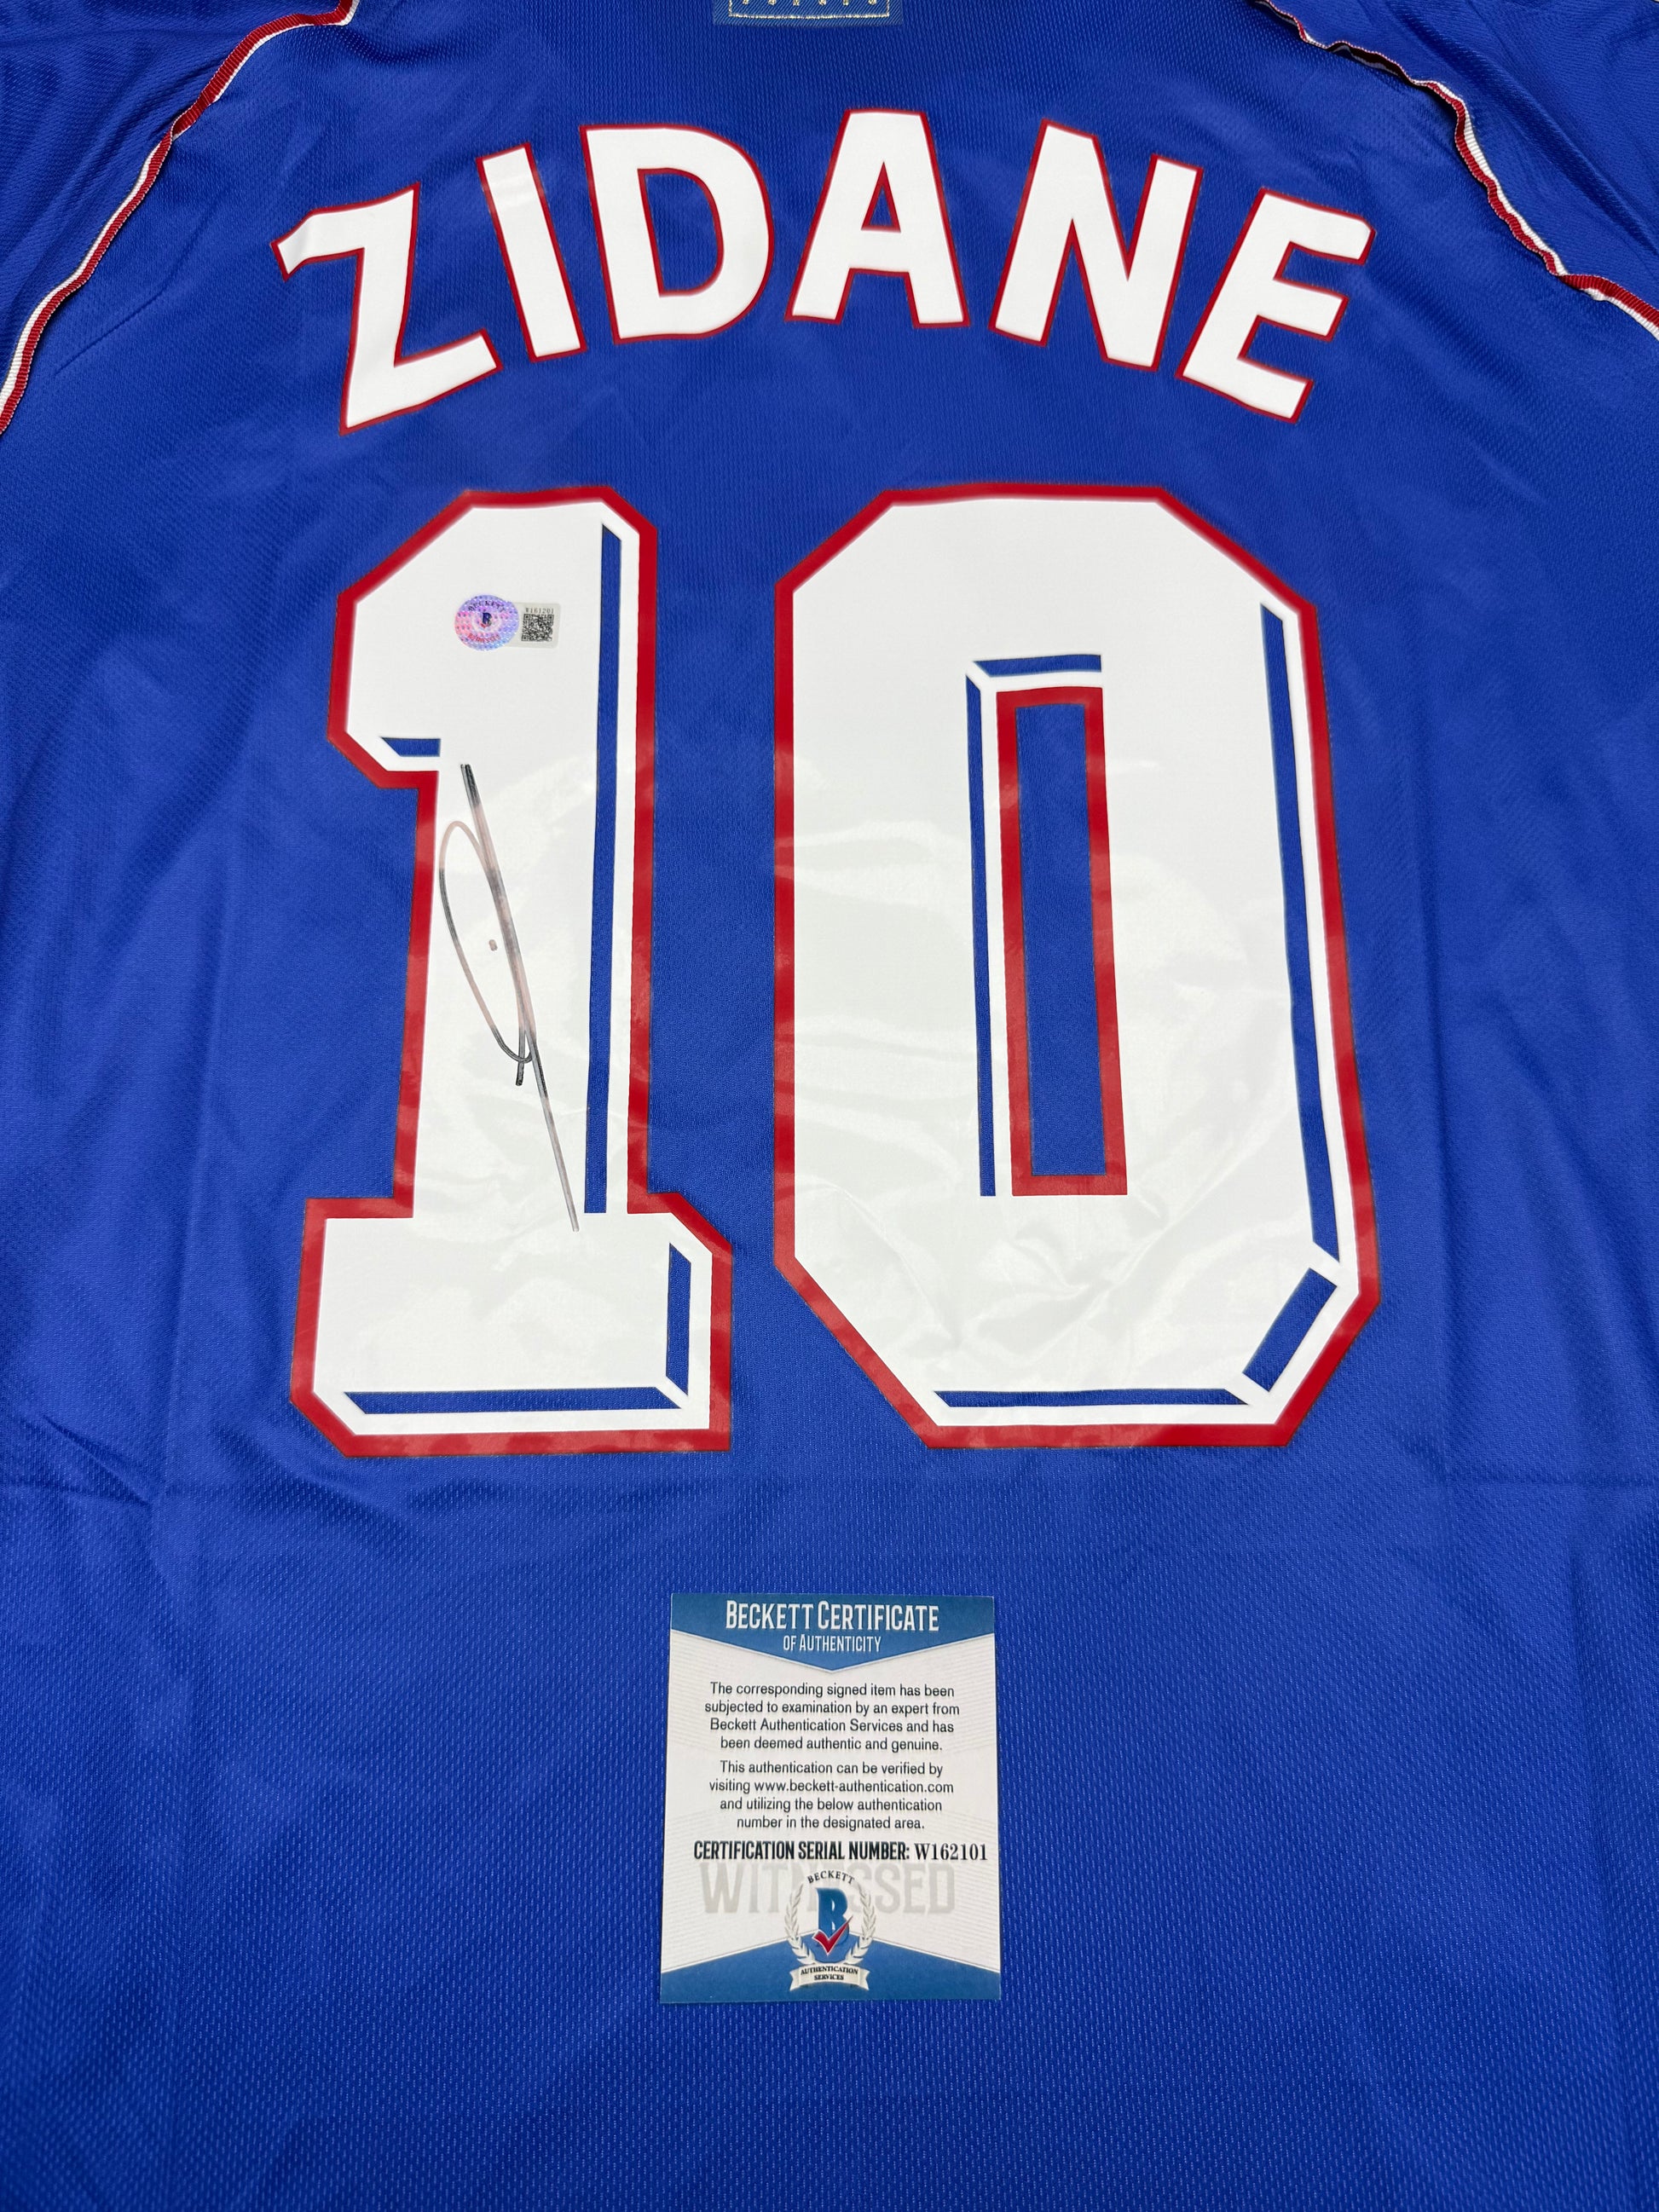 ZIDANE
10
BECKETT
B
BECKETT CERTIFICATE
OF AUTHENTICITY
The corresponding signed item has been
subjected to examination by an expert from
Beckett Authentication Services and has
been deemed authentic and genuine.
This authentication can be verified by
visiting www.beckett-authentication.com
and utilizing the below authentication
number in the designated area.
CERTIFICATION SERIAL NUMBER: W162101
WITNESSED
BECKETT
B
AUTHENTICATION
SERVICES